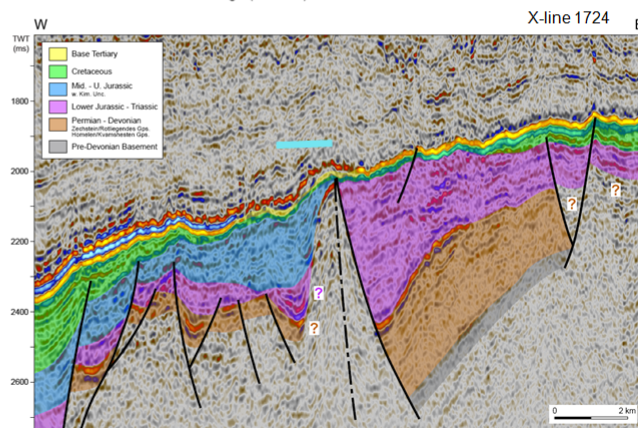 X-line 1724
W
E
TWT
(ms)
Base Tertiary
Cretaceous
Mid. - U. Jurassic
w. Kim. Unc.
Lower Jurassic - Triassic
Permian - Devonian
Zechstein/Rotliegendes Gps.
Hornelen/Kvamshesten Gps.
Pre-Devonian Basement
1800
2000
2200
2400
2600
?
?
?
?
0 2 km